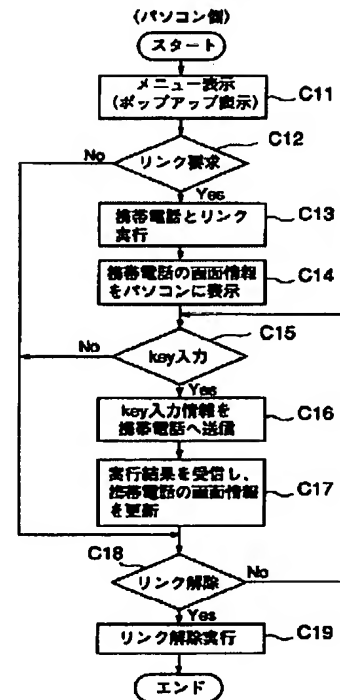 (パソコン側)
スタート
メニュー表示
(ポップアップ表示)
C11
C12
リンク要求
No
Yes
携帯電話とリンク
実行
C13
携帯電話の画面情報
をパソコンに表示
C14
C15
key入力
No
Yes
key入力情報を
携帯電話へ送信
C16
実行結果を受信し、
携帯電話の画面情報
を更新
C17
C18
リンク解除
No
Yes
リンク解除実行
C19
エンド